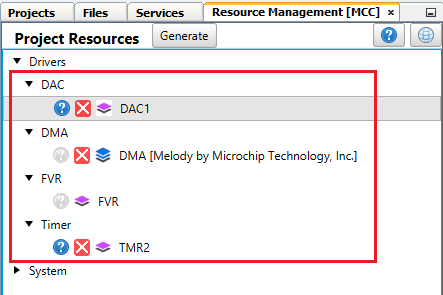 Projects Files Services Resource Management [MCC] ×
Project Resources Generate ?
Drivers
DAC
? DAC1
DMA
? DMA [Melody by Microchip Technology, Inc.]
FVR
? FVR
Timer
? TMR2
System